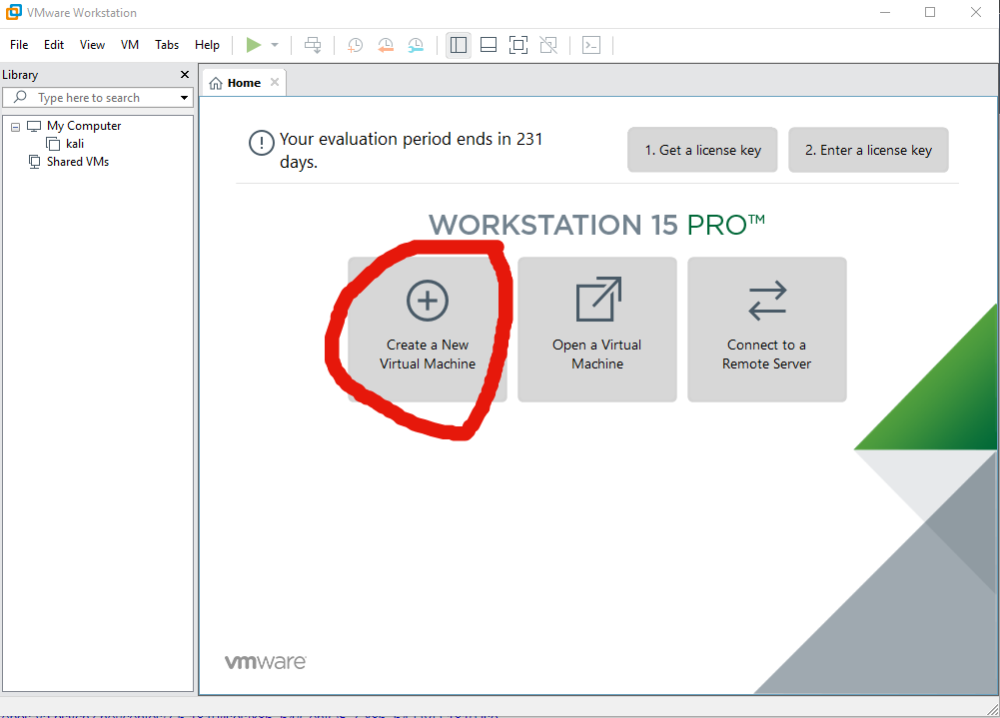 VMware Workstation
File Edit View VM Tabs Help
Library
Type here to search
My Computer
kali
Shared VMs
Home
Your evaluation period ends in 231
days.
1. Get a license key
2. Enter a license key
WORKSTATION 15 PRO™
Create a New
Virtual Machine
Open a Virtual
Machine
Connect to a
Remote Server
vmware